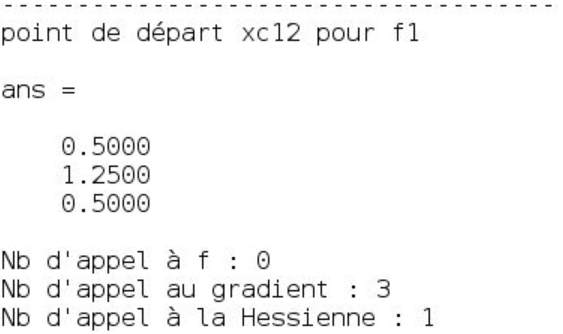 -------------------------------------
point de départ xc12 pour f1
ans =
0.5000
1.2500
0.5000
Nb d'appel à f : 0
Nb d'appel au gradient : 3
Nb d'appel à la Hessienne : 1